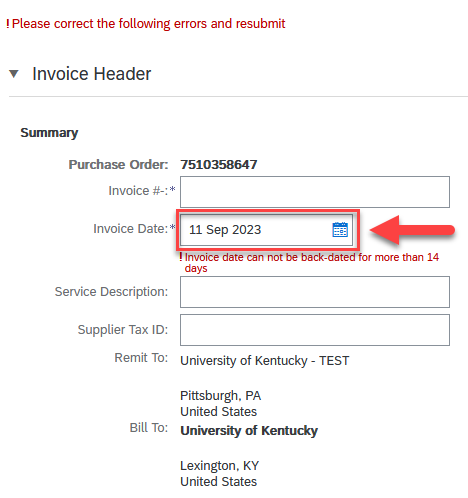 ! Please correct the following errors and resubmit
▼ Invoice Header
Summary
Purchase Order: 7510358647
Invoice #-:*
Invoice Date:* 11 Sep 2023
! Invoice date can not be back-dated for more than 14
days
Service Description:
Supplier Tax ID:
Remit To: University of Kentucky - TEST
Pittsburgh, PA
United States
Bill To: University of Kentucky
Lexington, KY
United States